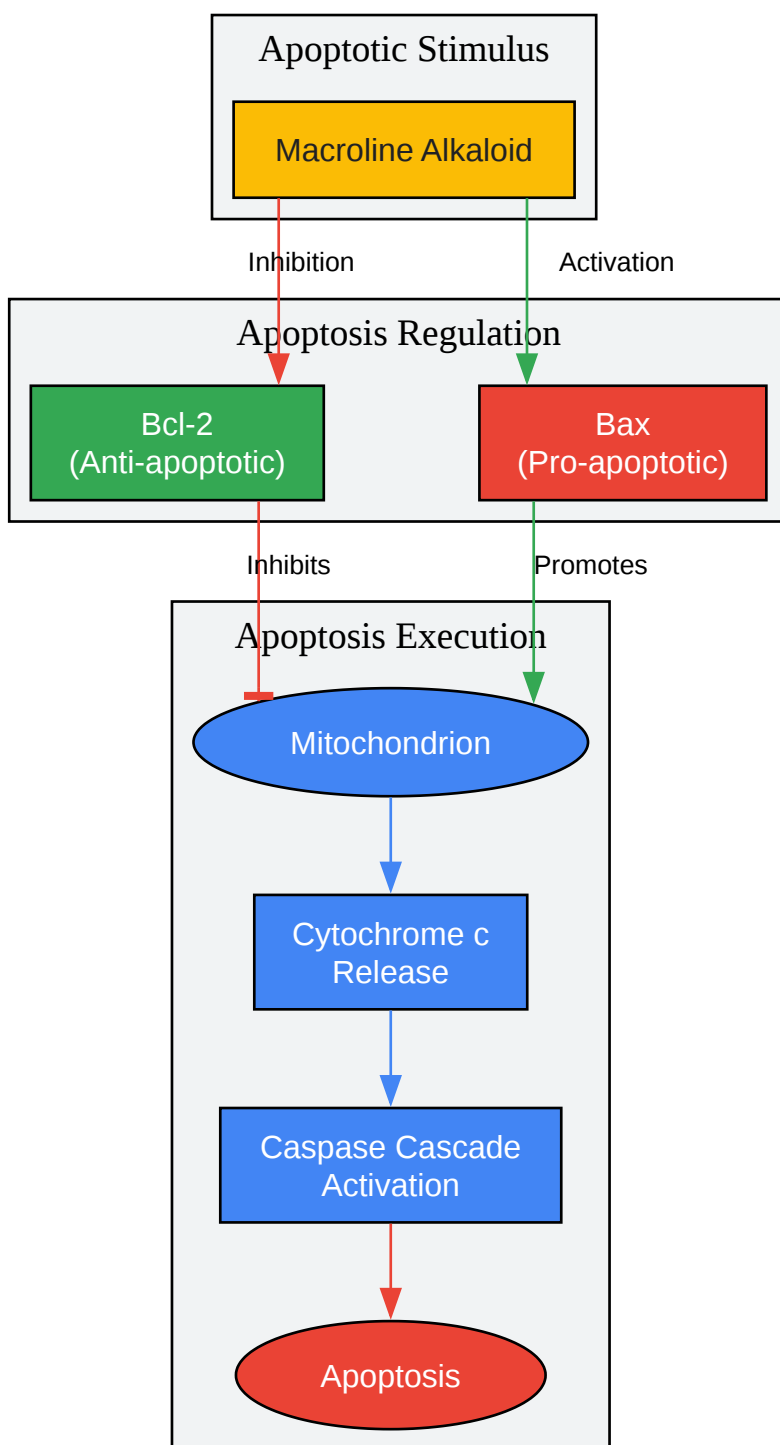 Apoptotic Stimulus
Macroline Alkaloid
Inhibition
Activation
Apoptosis Regulation
Bcl-2
(Anti-apoptotic)
Bax
(Pro-apoptotic)
Inhibits
Promotes
Apoptosis Execution
Mitochondrion
Cytochrome c
Release
Caspase Cascade
Activation
Apoptosis